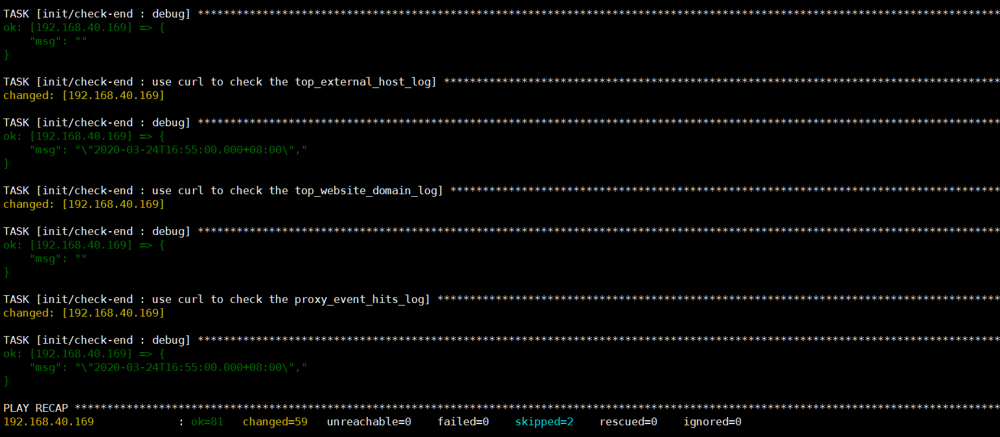 TASK [init/check-end : debug] ****************************************************************************************************************************
ok: [192.168.40.169] => {
    "msg": ""
}
TASK [init/check-end : use curl to check the top_external_host_log] **************************************************************************************
changed: [192.168.40.169]
TASK [init/check-end : debug] ****************************************************************************************************************************
ok: [192.168.40.169] => {
    "msg": "\"2020-03-24T16:55:00.000+08:00\","
}
TASK [init/check-end : use curl to check the top_website_domain_log] *************************************************************************************
changed: [192.168.40.169]
TASK [init/check-end : debug] ****************************************************************************************************************************
ok: [192.168.40.169] => {
    "msg": ""
}
TASK [init/check-end : use curl to check the proxy_event_hits_log] ***************************************************************************************
changed: [192.168.40.169]
TASK [init/check-end : debug] ****************************************************************************************************************************
ok: [192.168.40.169] => {
    "msg": "\"2020-03-24T16:55:00.000+08:00\","
}
PLAY RECAP ***********************************************************************************************************************************************
192.168.40.169             : ok=81   changed=59   unreachable=0    failed=0    skipped=2    rescued=0    ignored=0